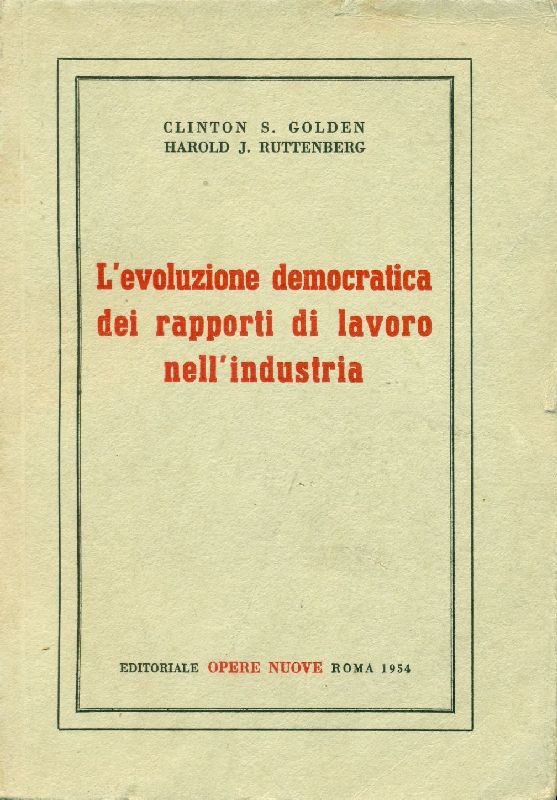 CLINTON S. GOLDEN
HAROLD J. RUTTENBERG
L'evoluzione democratica
dei rapporti di lavoro
nell'industria
EDITORIALE OPERE NUOVE ROMA 1954